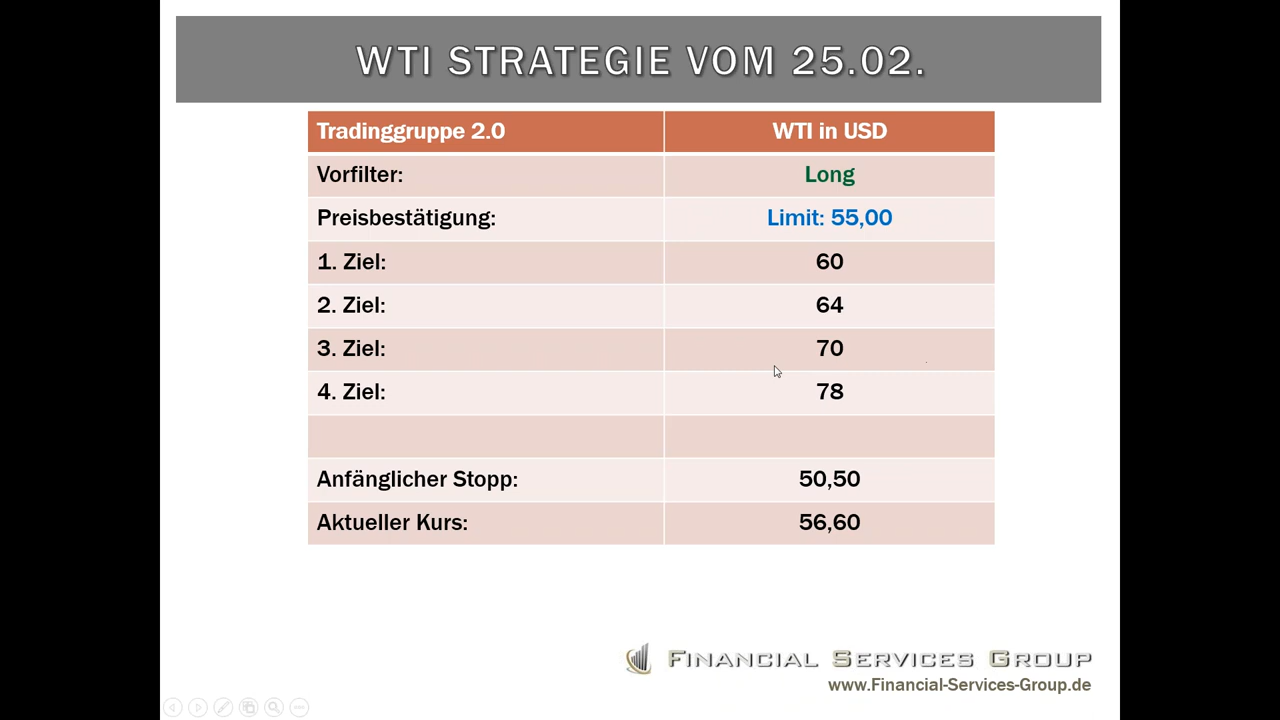 WTI STRATEGIE VOM 25.02.
Tradinggruppe 2.0 WTI in USD
Vorfilter: Long
Preisbestätigung: Limit: 55,00
1. Ziel: 60
2. Ziel: 64
3. Ziel: 70
4. Ziel: 78
Anfänglicher Stopp: 50,50
Aktueller Kurs: 56,60
FINANCIAL SERVICES GROUP
www.Financial-Services-Group.de